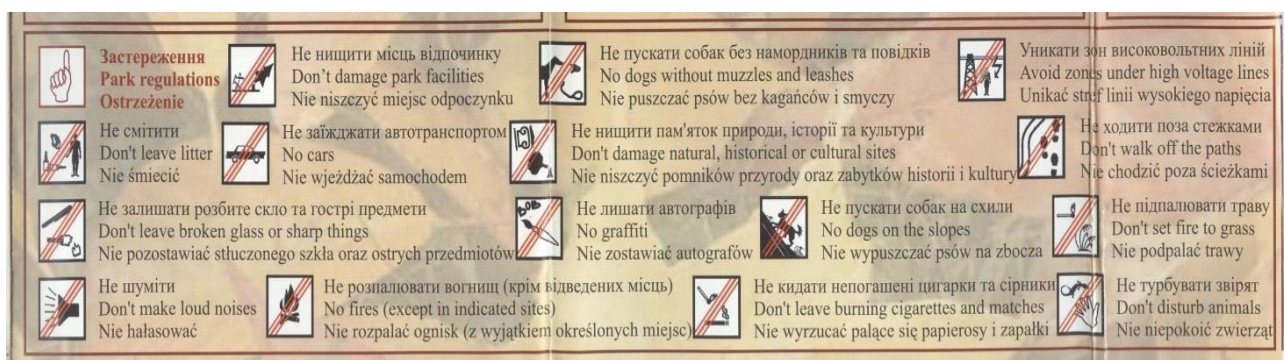 Застереження
Park regulations
Ostrzeżenie
Не нищити місць відпочинку
Don't damage park facilities
Nie niszczyć miejsc odpoczynku
Не пускати собак без намордників та повідків
No dogs without muzzles and leashes
Nie puszczać psów bez kagańców i smyczy
Уникати зон високовольтних ліній
Avoid zones under high voltage lines
Unikać stref linii wysokiego napięcia
Не смітити
Don't leave litter
Nie śmiecić
Не заїжджати автотранспортом
No cars
Nie wjeżdżać samochodem
Не нищити пам'яток природи, історії та культури
Don't damage natural, historical or cultural sites
Nie niszczyć pomników przyrody oraz zabytków historii i kultury
Не ходити поза стежками
Don't walk off the paths
Nie chodzić poza ścieżkami
Не залишати розбите скло та гострі предмети
Don't leave broken glass or sharp things
Nie pozostawiać stłuczonego szkła oraz ostrych przedmiotów
BOB
Не лишати автографів
No graffiti
Nie zostawiać autografów
Не пускати собак на схили
No dogs on the slopes
Nie wypuszczać psów na zbocza
Не підпалювати траву
Don't set fire to grass
Nie podpalać trawy
Не шуміти
Don't make loud noises
Nie hałasować
Не розпалювати вогнищ (крім відведених місць)
No fires (except in indicated sites)
Nie rozpalać ognisk (z wyjątkiem określonych miejsc)
Не кидати непогашені цигарки та сірники
Don't leave burning cigarettes and matches
Nie wyrzucać palące się papierosy i zapałki
Не турбувати звірят
Don't disturb animals
Nie niepokoić zwierząt